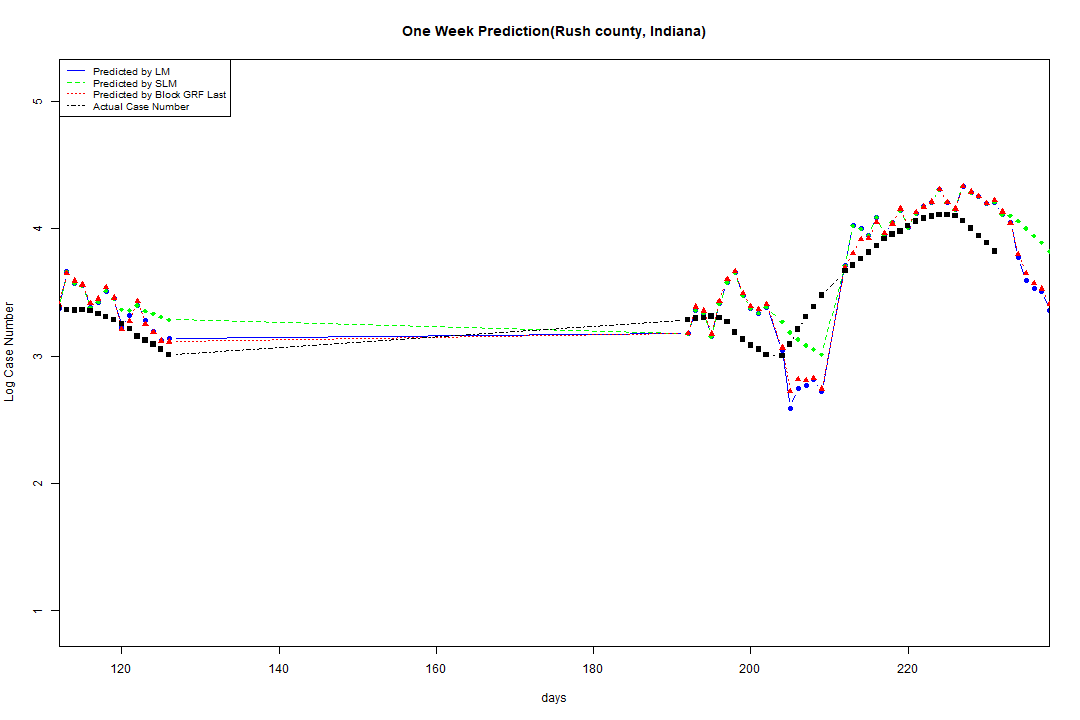 One Week Prediction(Rush county, Indiana)
Predicted by LM
Predicted by SLM
Predicted by Block GRF Last
Actual Case Number
5
4
3
2
1
Log Case Number
120 140 160 180 200 220
days